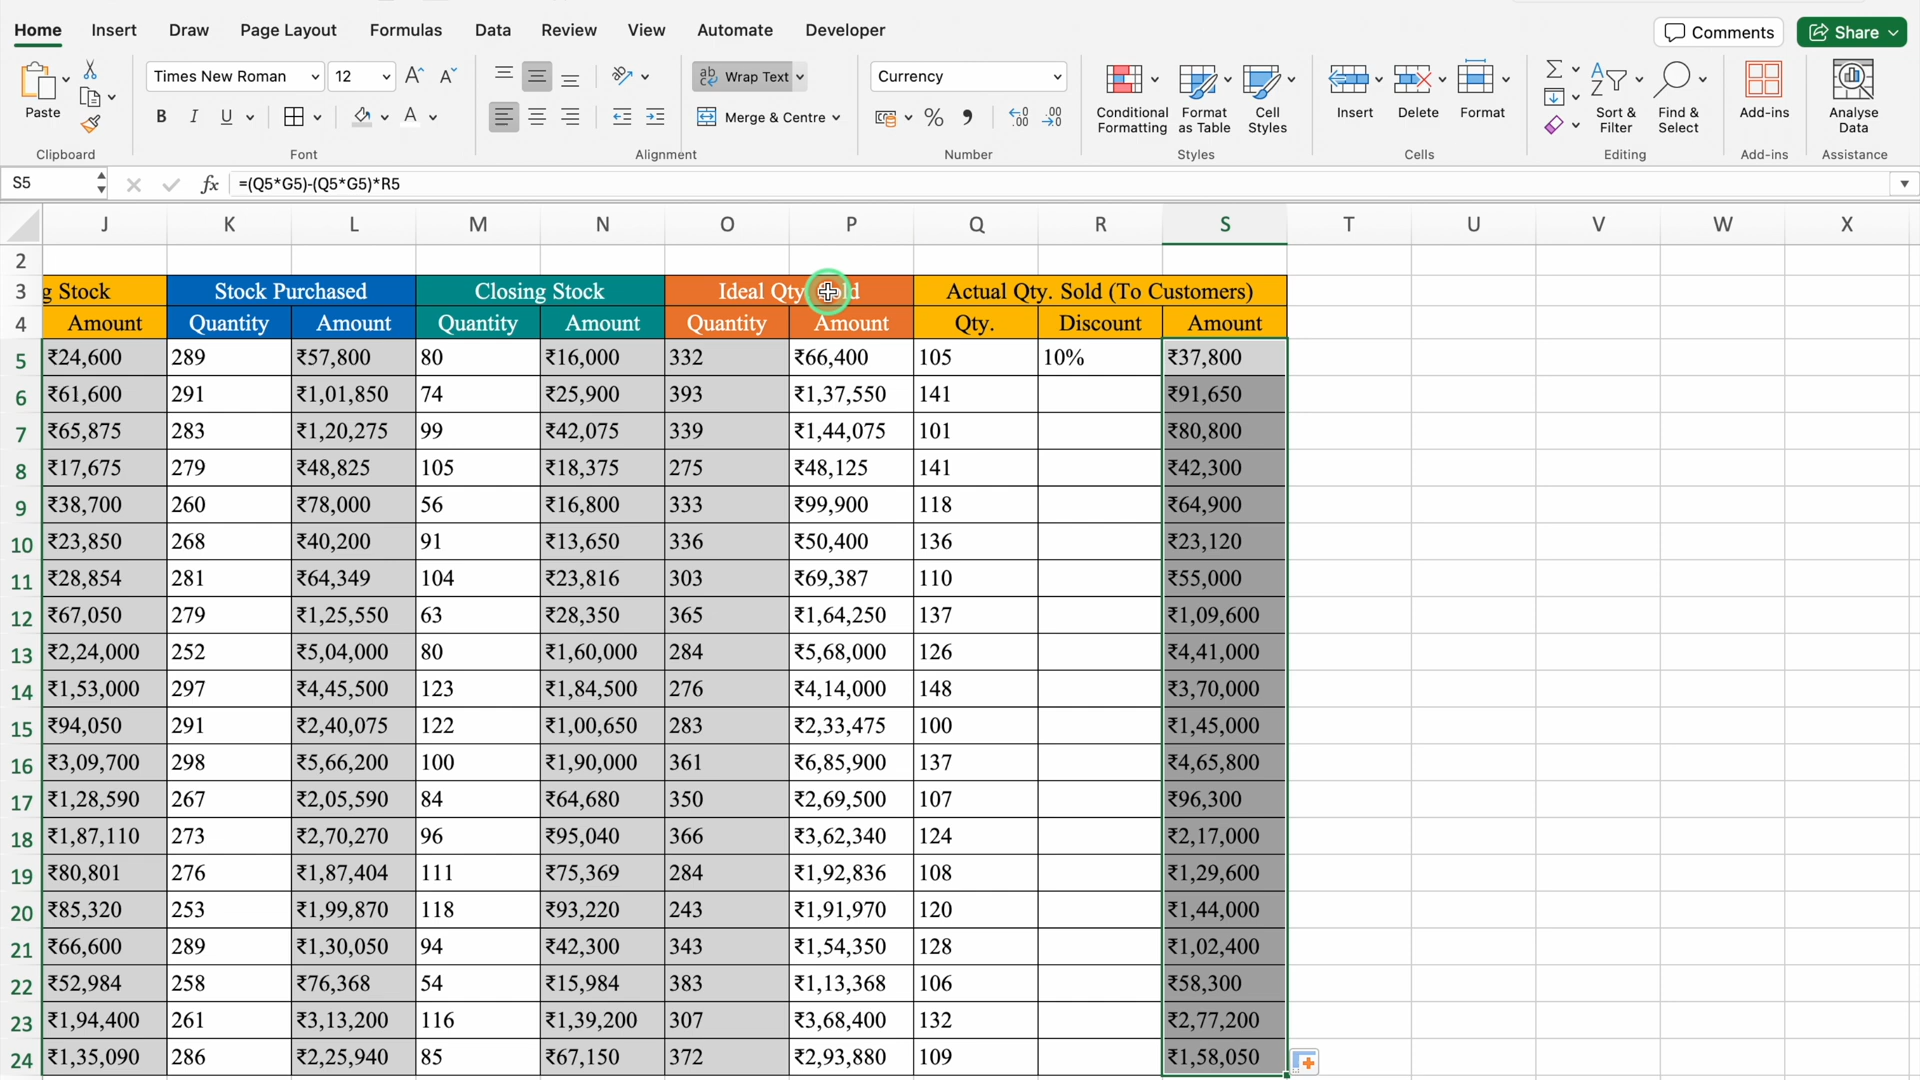 Home Insert Draw Page Layout Formulas Data Review View Automate Developer Comments Share
Times New Roman 12 Wrap Text Currency
Paste B I U Merge & Centre % Conditional Formatting Format as Table Cell Styles Insert Delete Format Sort & Filter Find & Select Add-ins Analyse Data
Clipboard Font Alignment Number Styles Cells Editing Add-ins Assistance
S5 fx =(Q5*G5)-(Q5*G5)*R5
J K L M N O P Q R S T U V W X
2
3 g Stock Stock Purchased Closing Stock Ideal Qty Actual Qty. Sold (To Customers)
4 Amount Quantity Amount Quantity Amount Quantity Amount Qty. Discount Amount
5 ₹24,600 289 ₹57,800 80 ₹16,000 332 ₹66,400 105 10% ₹37,800
6 ₹61,600 291 ₹1,01,850 74 ₹25,900 393 ₹1,37,550 141 ₹91,650
7 ₹65,875 283 ₹1,20,275 99 ₹42,075 339 ₹1,44,075 101 ₹80,800
8 ₹17,675 279 ₹48,825 105 ₹18,375 275 ₹48,125 141 ₹42,300
9 ₹38,700 260 ₹78,000 56 ₹16,800 333 ₹99,900 118 ₹64,900
10 ₹23,850 268 ₹40,200 91 ₹13,650 336 ₹50,400 136 ₹23,120
11 ₹28,854 281 ₹64,349 104 ₹23,816 303 ₹69,387 110 ₹55,000
12 ₹67,050 279 ₹1,25,550 63 ₹28,350 365 ₹1,64,250 137 ₹1,09,600
13 ₹2,24,000 252 ₹5,04,000 80 ₹1,60,000 284 ₹5,68,000 126 ₹4,41,000
14 ₹1,53,000 297 ₹4,45,500 123 ₹1,84,500 276 ₹4,14,000 148 ₹3,70,000
15 ₹94,050 291 ₹2,40,075 122 ₹1,00,650 283 ₹2,33,475 100 ₹1,45,000
16 ₹3,09,700 298 ₹5,66,200 100 ₹1,90,000 361 ₹6,85,900 137 ₹4,65,800
17 ₹1,28,590 267 ₹2,05,590 84 ₹64,680 350 ₹2,69,500 107 ₹96,300
18 ₹1,87,110 273 ₹2,70,270 96 ₹95,040 366 ₹3,62,340 124 ₹2,17,000
19 ₹80,801 276 ₹1,87,404 111 ₹75,369 284 ₹1,92,836 108 ₹1,29,600
20 ₹85,320 253 ₹1,99,870 118 ₹93,220 243 ₹1,91,970 120 ₹1,44,000
21 ₹66,600 289 ₹1,30,050 94 ₹42,300 343 ₹1,54,350 128 ₹1,02,400
22 ₹52,984 258 ₹76,368 54 ₹15,984 383 ₹1,13,368 106 ₹58,300
23 ₹1,94,400 261 ₹3,13,200 116 ₹1,39,200 307 ₹3,68,400 132 ₹2,77,200
24 ₹1,35,090 286 ₹2,25,940 85 ₹67,150 372 ₹2,93,880 109 ₹1,58,050